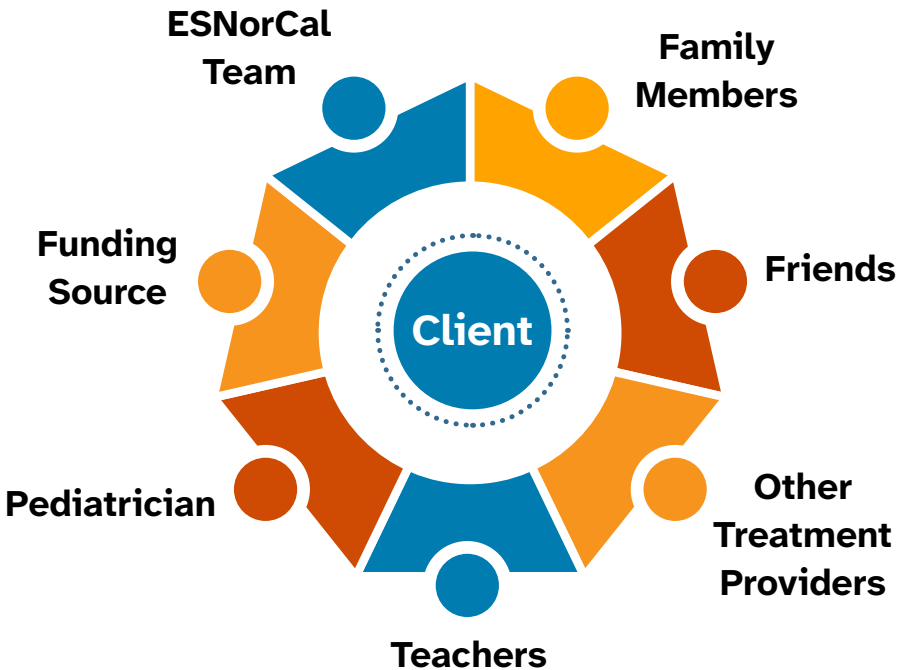 ESNorCal
Team
Family
Members
Funding
Source
Friends
Client
Pediatrician
Other
Treatment
Providers
Teachers